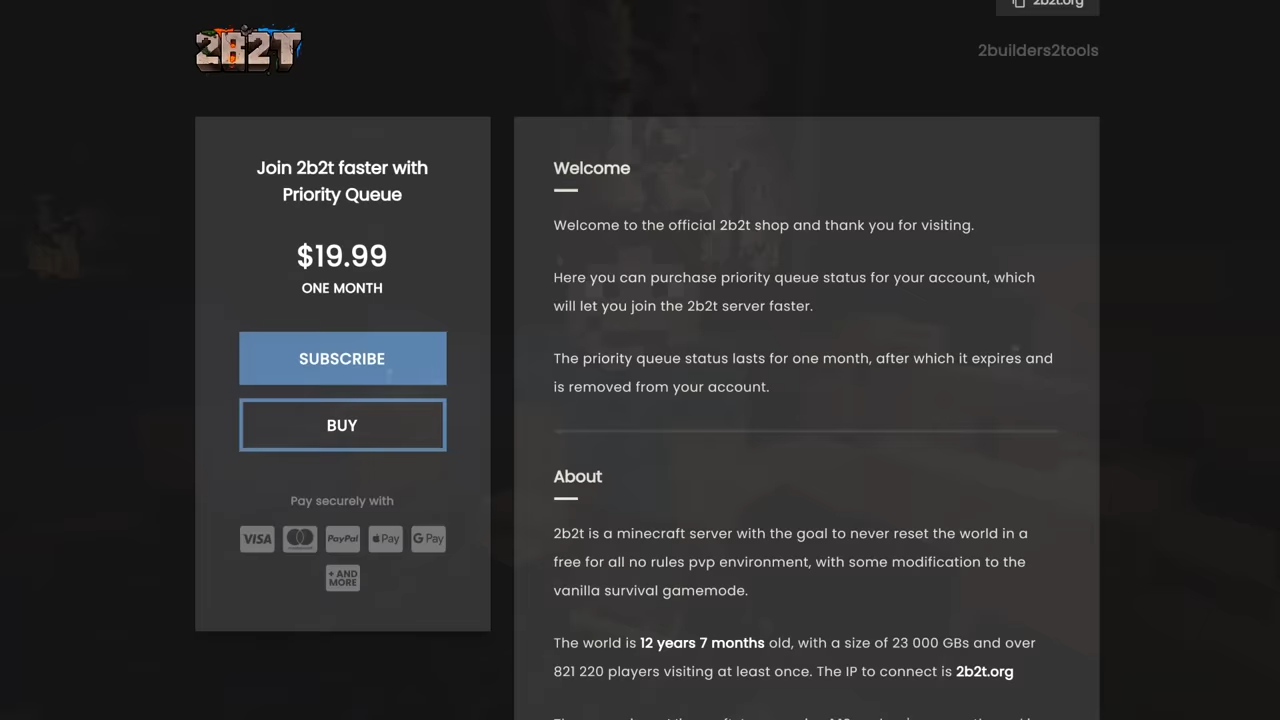 2b2t.org
2B2T
2builders2tools
Join 2b2t faster with
Priority Queue
$19.99
ONE MONTH
SUBSCRIBE
BUY
Pay securely with
VISA
PayPal
Pay
G Pay
+ AND
MORE
Welcome
Welcome to the official 2b2t shop and thank you for visiting.
Here you can purchase priority queue status for your account, which
will let you join the 2b2t server faster.
The priority queue status lasts for one month, after which it expires and
is removed from your account.
About
2b2t is a minecraft server with the goal to never reset the world in a
free for all no rules pvp environment, with some modification to the
vanilla survival gamemode.
The world is 12 years 7 months old, with a size of 23 000 GBs and over
821 220 players visiting at least once. The IP to connect is 2b2t.org